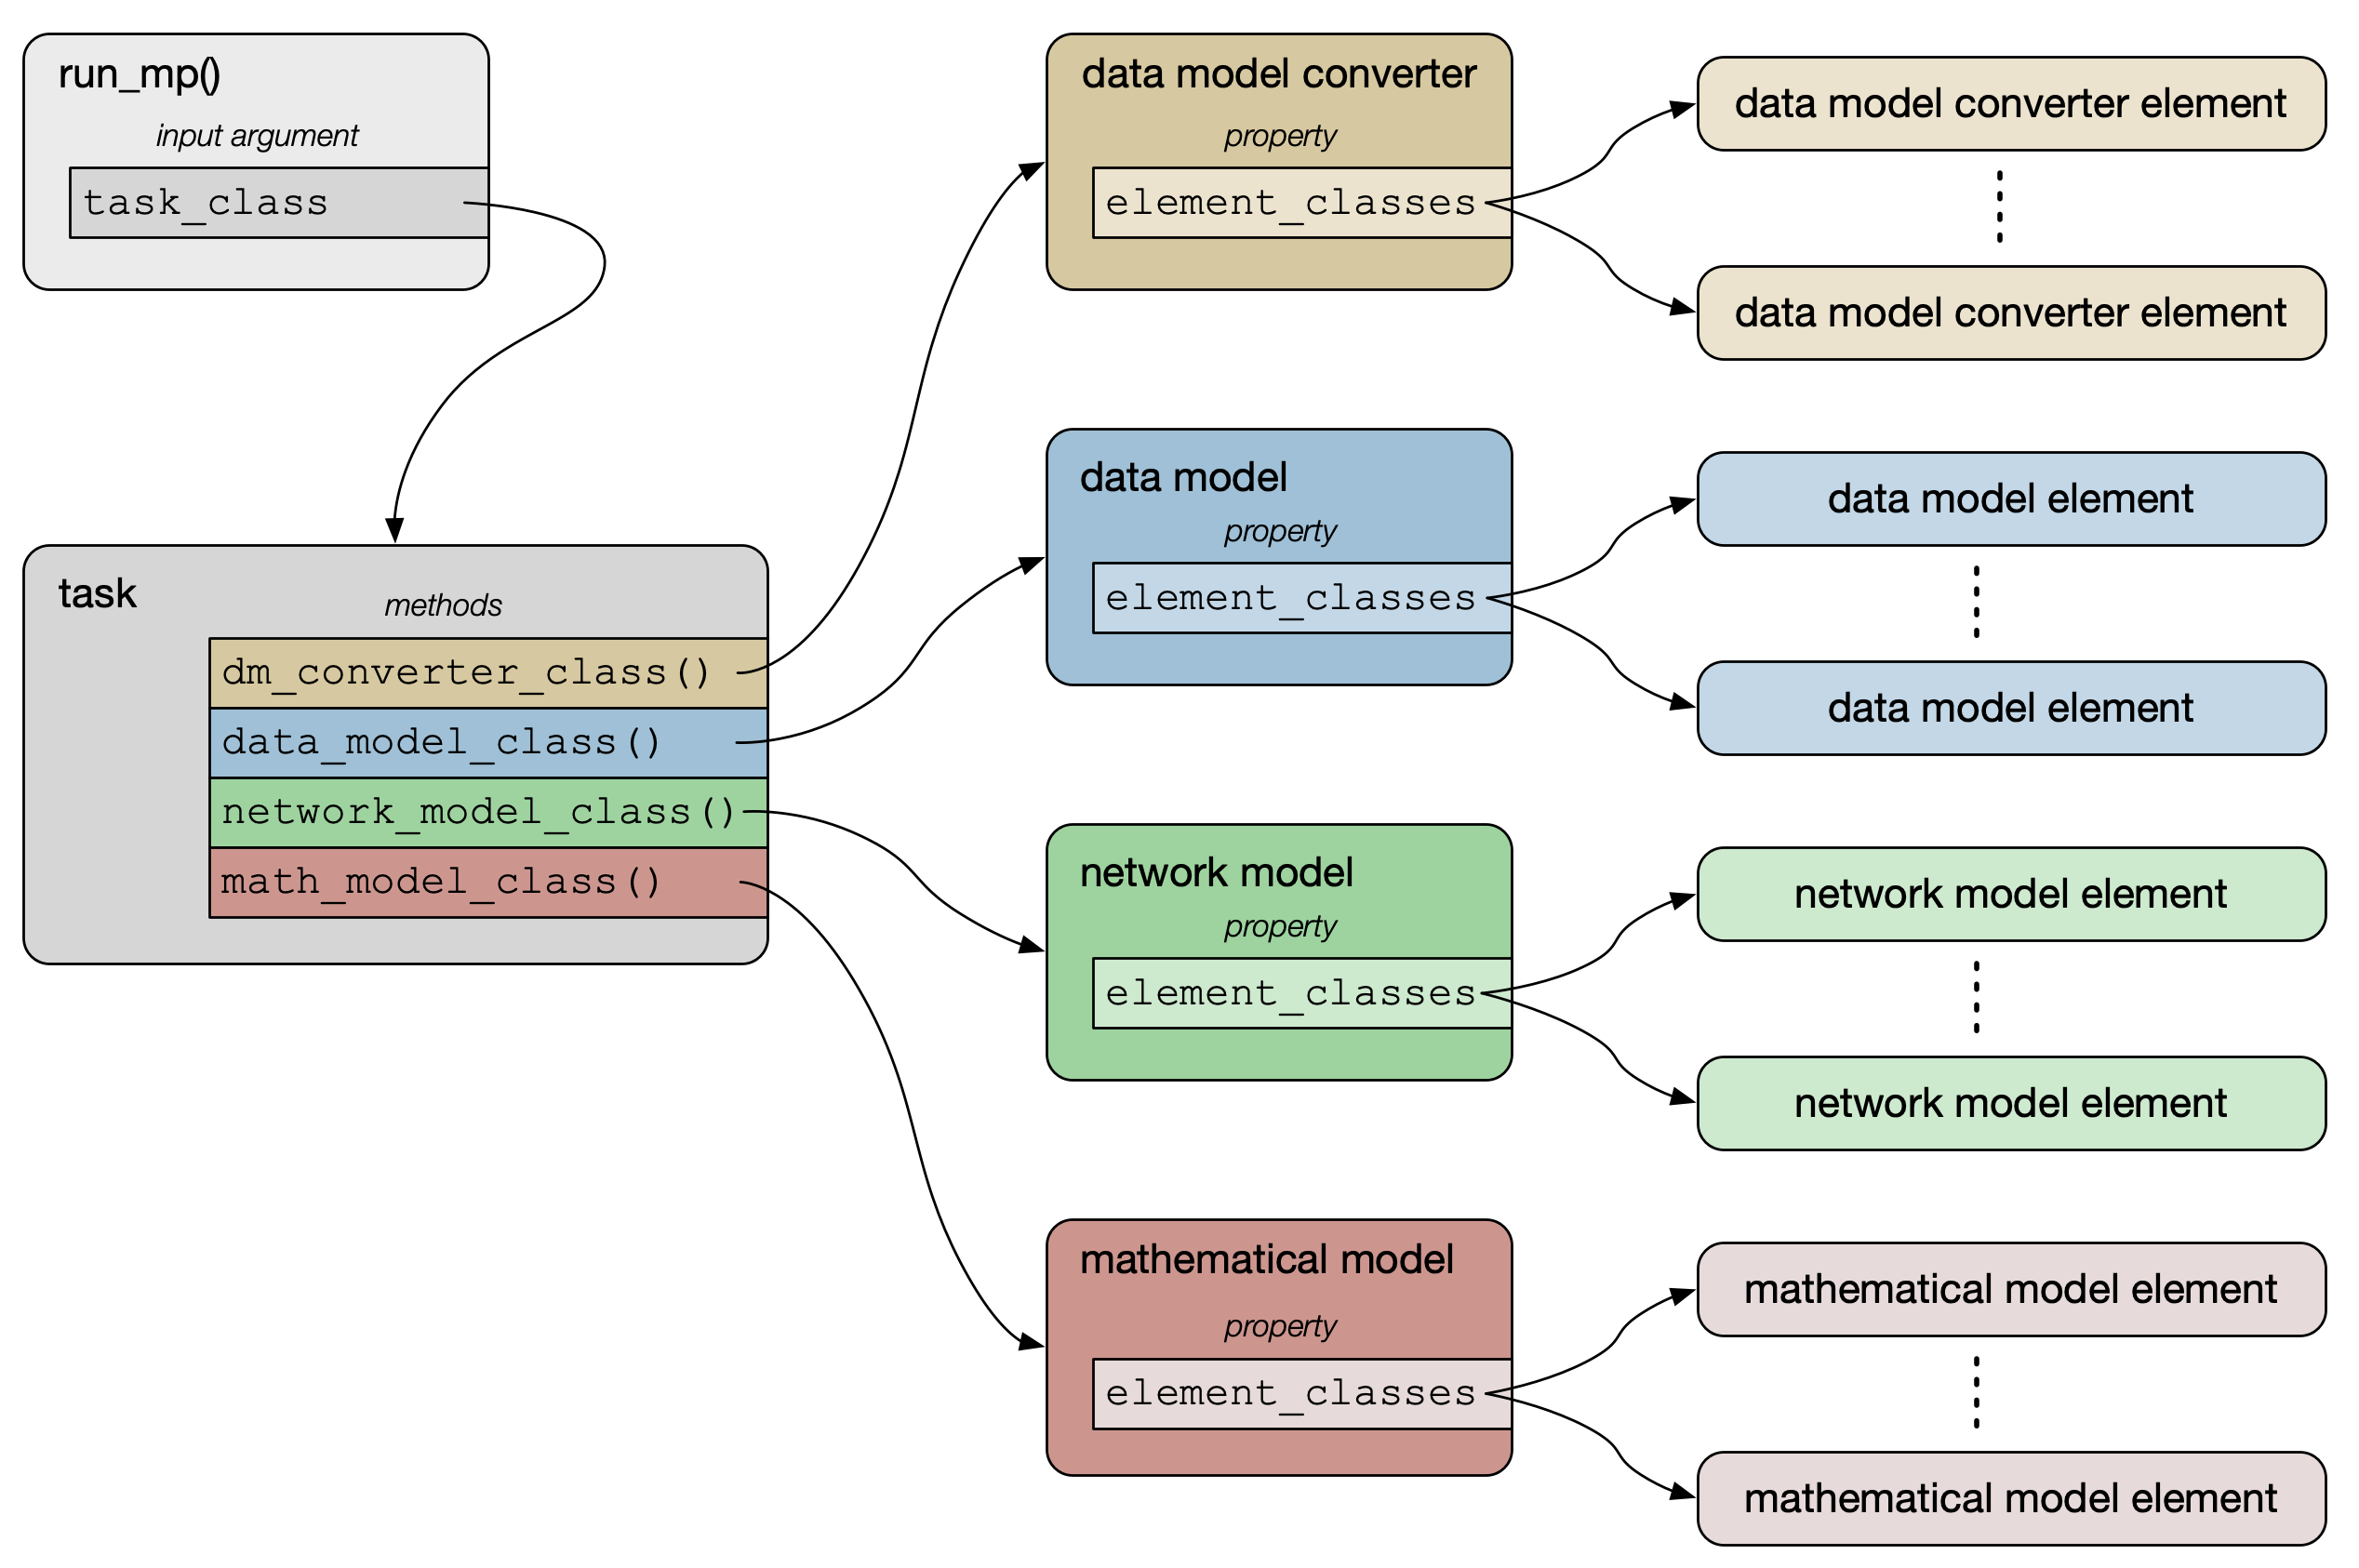 run_mp()
input argument
task_class
task
methods
dm_converter_class()
data_model_class()
network_model_class()
math_model_class()
data model converter
property
element_classes
data model converter element
data model converter element
data model
property
element_classes
data model element
data model element
network model
property
element_classes
network model element
network model element
mathematical model
property
element_classes
mathematical model element
mathematical model element